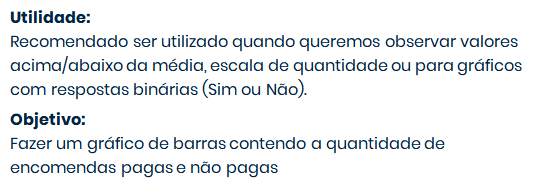 Utilidade:
Recomendado ser utilizado quando queremos observar valores
acima/abaixo da média, escala de quantidade ou para gráficos
com respostas binárias (Sim ou Não).
Objetivo:
Fazer um gráfico de barras contendo a quantidade de
encomendas pagas e não pagas